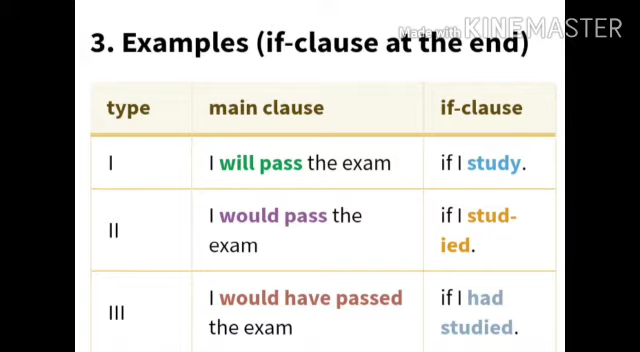 Made with KINEMASTER
3. Examples (if-clause at the end)
type main clause if-clause
I I will pass the exam if I study.
II I would pass the if I stud-
exam ied.
III I would have passed if I had
the exam studied.